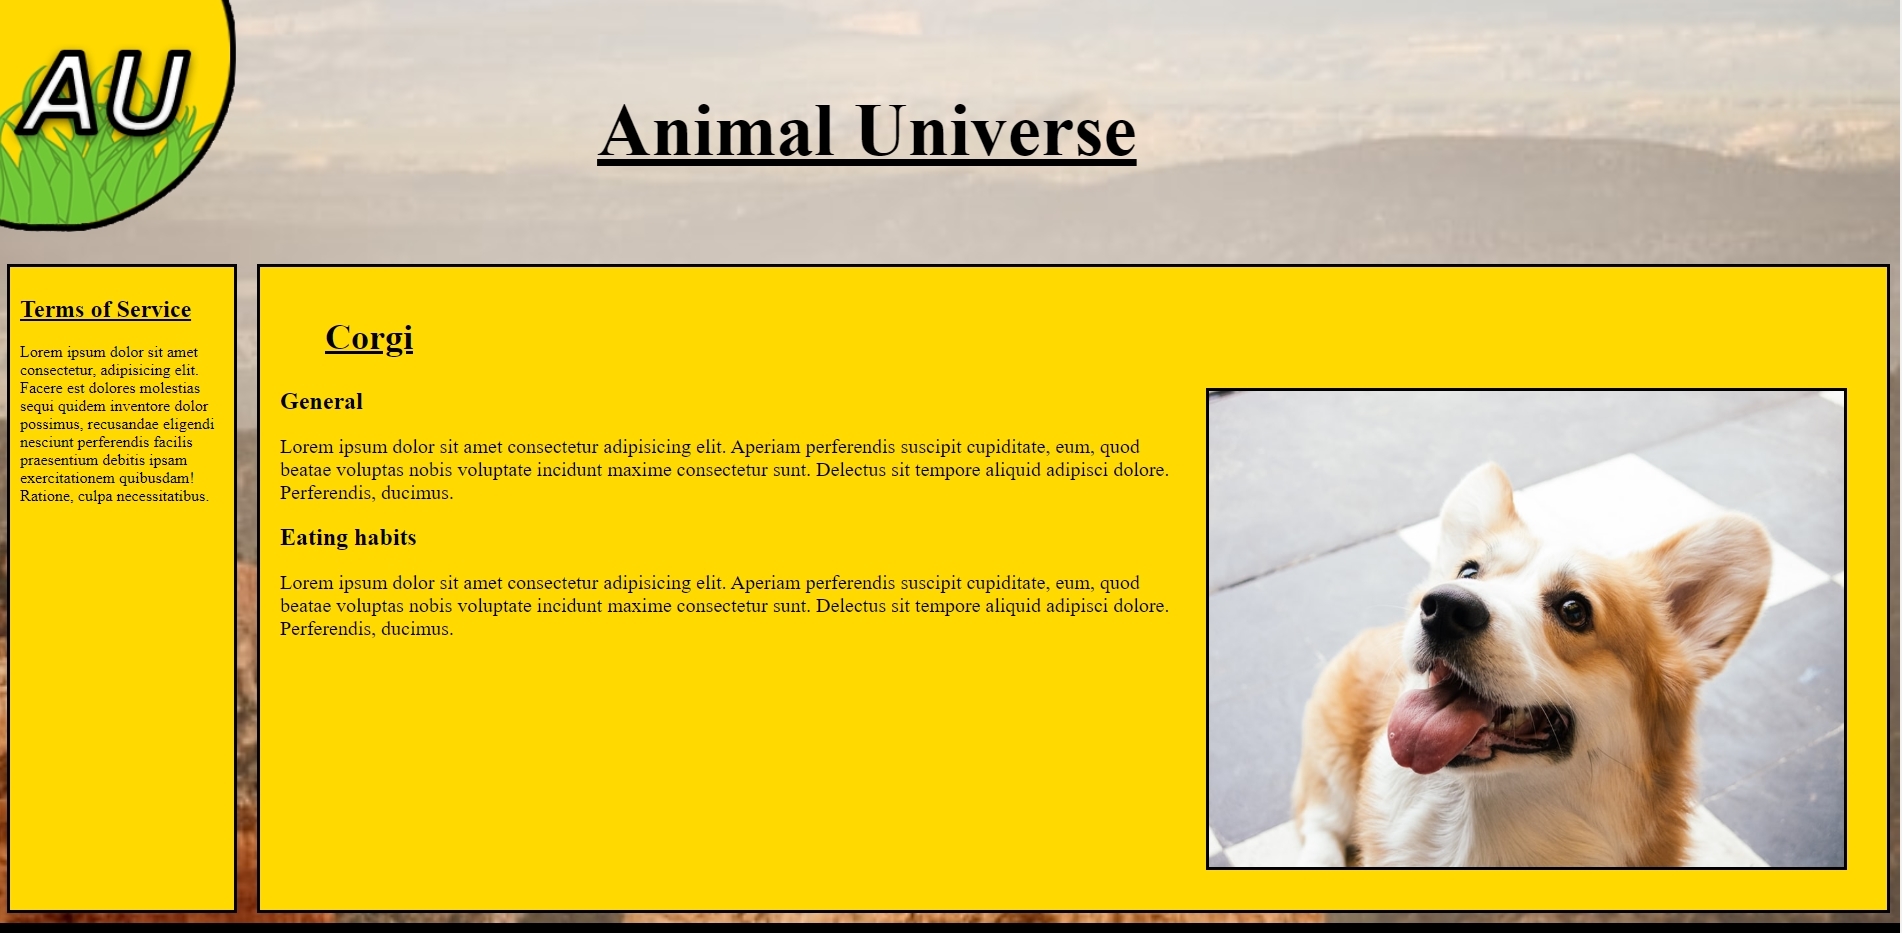 AU
Animal Universe
Terms of Service
Lorem ipsum dolor sit amet
consectetur, adipisicing elit.
Facere est dolores molestias
sequi quidem inventore dolor
possimus, recusandae eligendi
nesciunt perferendis facilis
praesentium debitis ipsam
exercitationem quibusdam!
Ratione, culpa necessitatibus.
Corgi
General
Lorem ipsum dolor sit amet consectetur adipisicing elit. Aperiam perferendis suscipit cupiditate, eum, quod
beatae voluptas nobis voluptate incidunt maxime consectetur sunt. Delectus sit tempore aliquid adipisci dolore.
Perferendis, ducimus.
Eating habits
Lorem ipsum dolor sit amet consectetur adipisicing elit. Aperiam perferendis suscipit cupiditate, eum, quod
beatae voluptas nobis voluptate incidunt maxime consectetur sunt. Delectus sit tempore aliquid adipisci dolore.
Perferendis, ducimus.